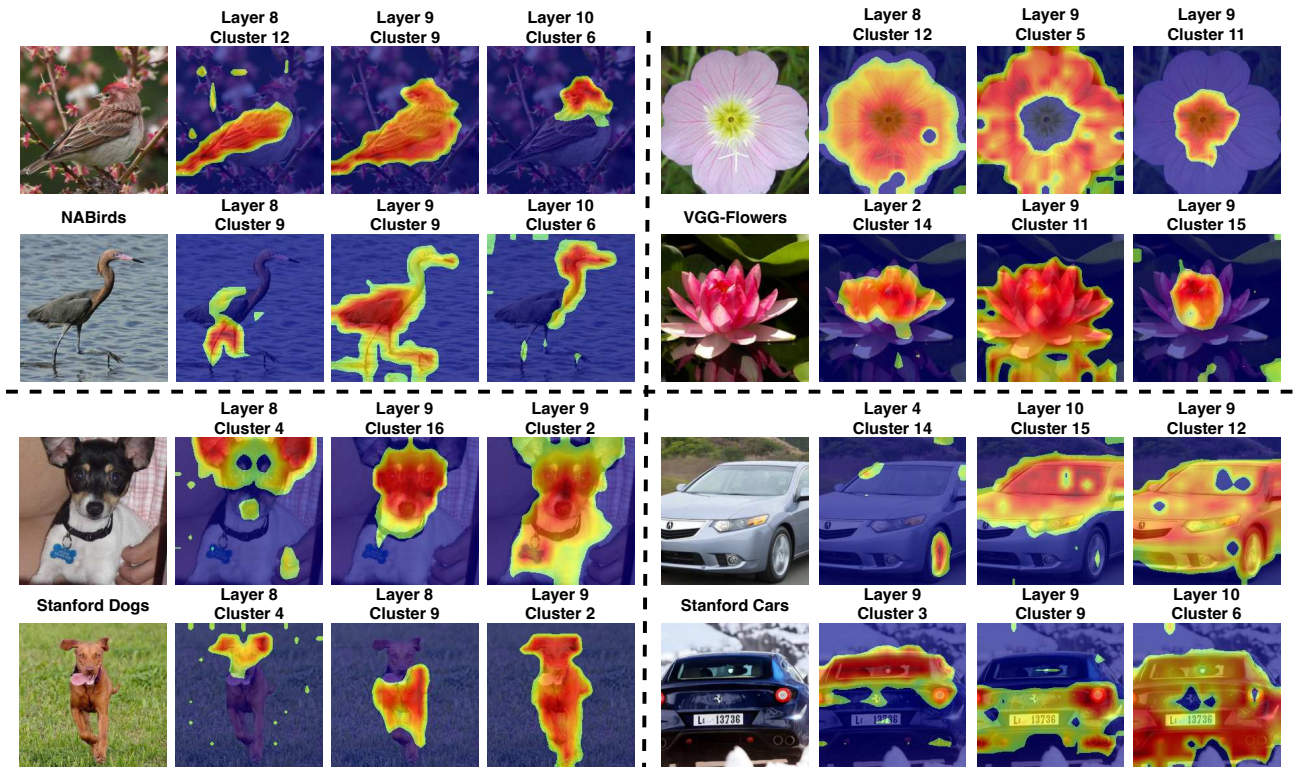 Layer 8 Layer 9 Layer 10
Cluster 12 Cluster 9 Cluster 6
NABirds
Layer 8 Layer 9 Layer 10
Cluster 9 Cluster 9 Cluster 6
Layer 8 Layer 9 Layer 9
Cluster 12 Cluster 5 Cluster 11
VGG-Flowers
Layer 2 Layer 9 Layer 9
Cluster 14 Cluster 11 Cluster 15
Layer 8 Layer 9 Layer 9
Cluster 4 Cluster 16 Cluster 2
Stanford Dogs
Layer 8 Layer 8 Layer 9
Cluster 4 Cluster 9 Cluster 2
Layer 4 Layer 10 Layer 9
Cluster 14 Cluster 15 Cluster 12
Stanford Cars
Layer 9 Layer 9 Layer 10
Cluster 3 Cluster 9 Cluster 6
13736
13736
13736
13736